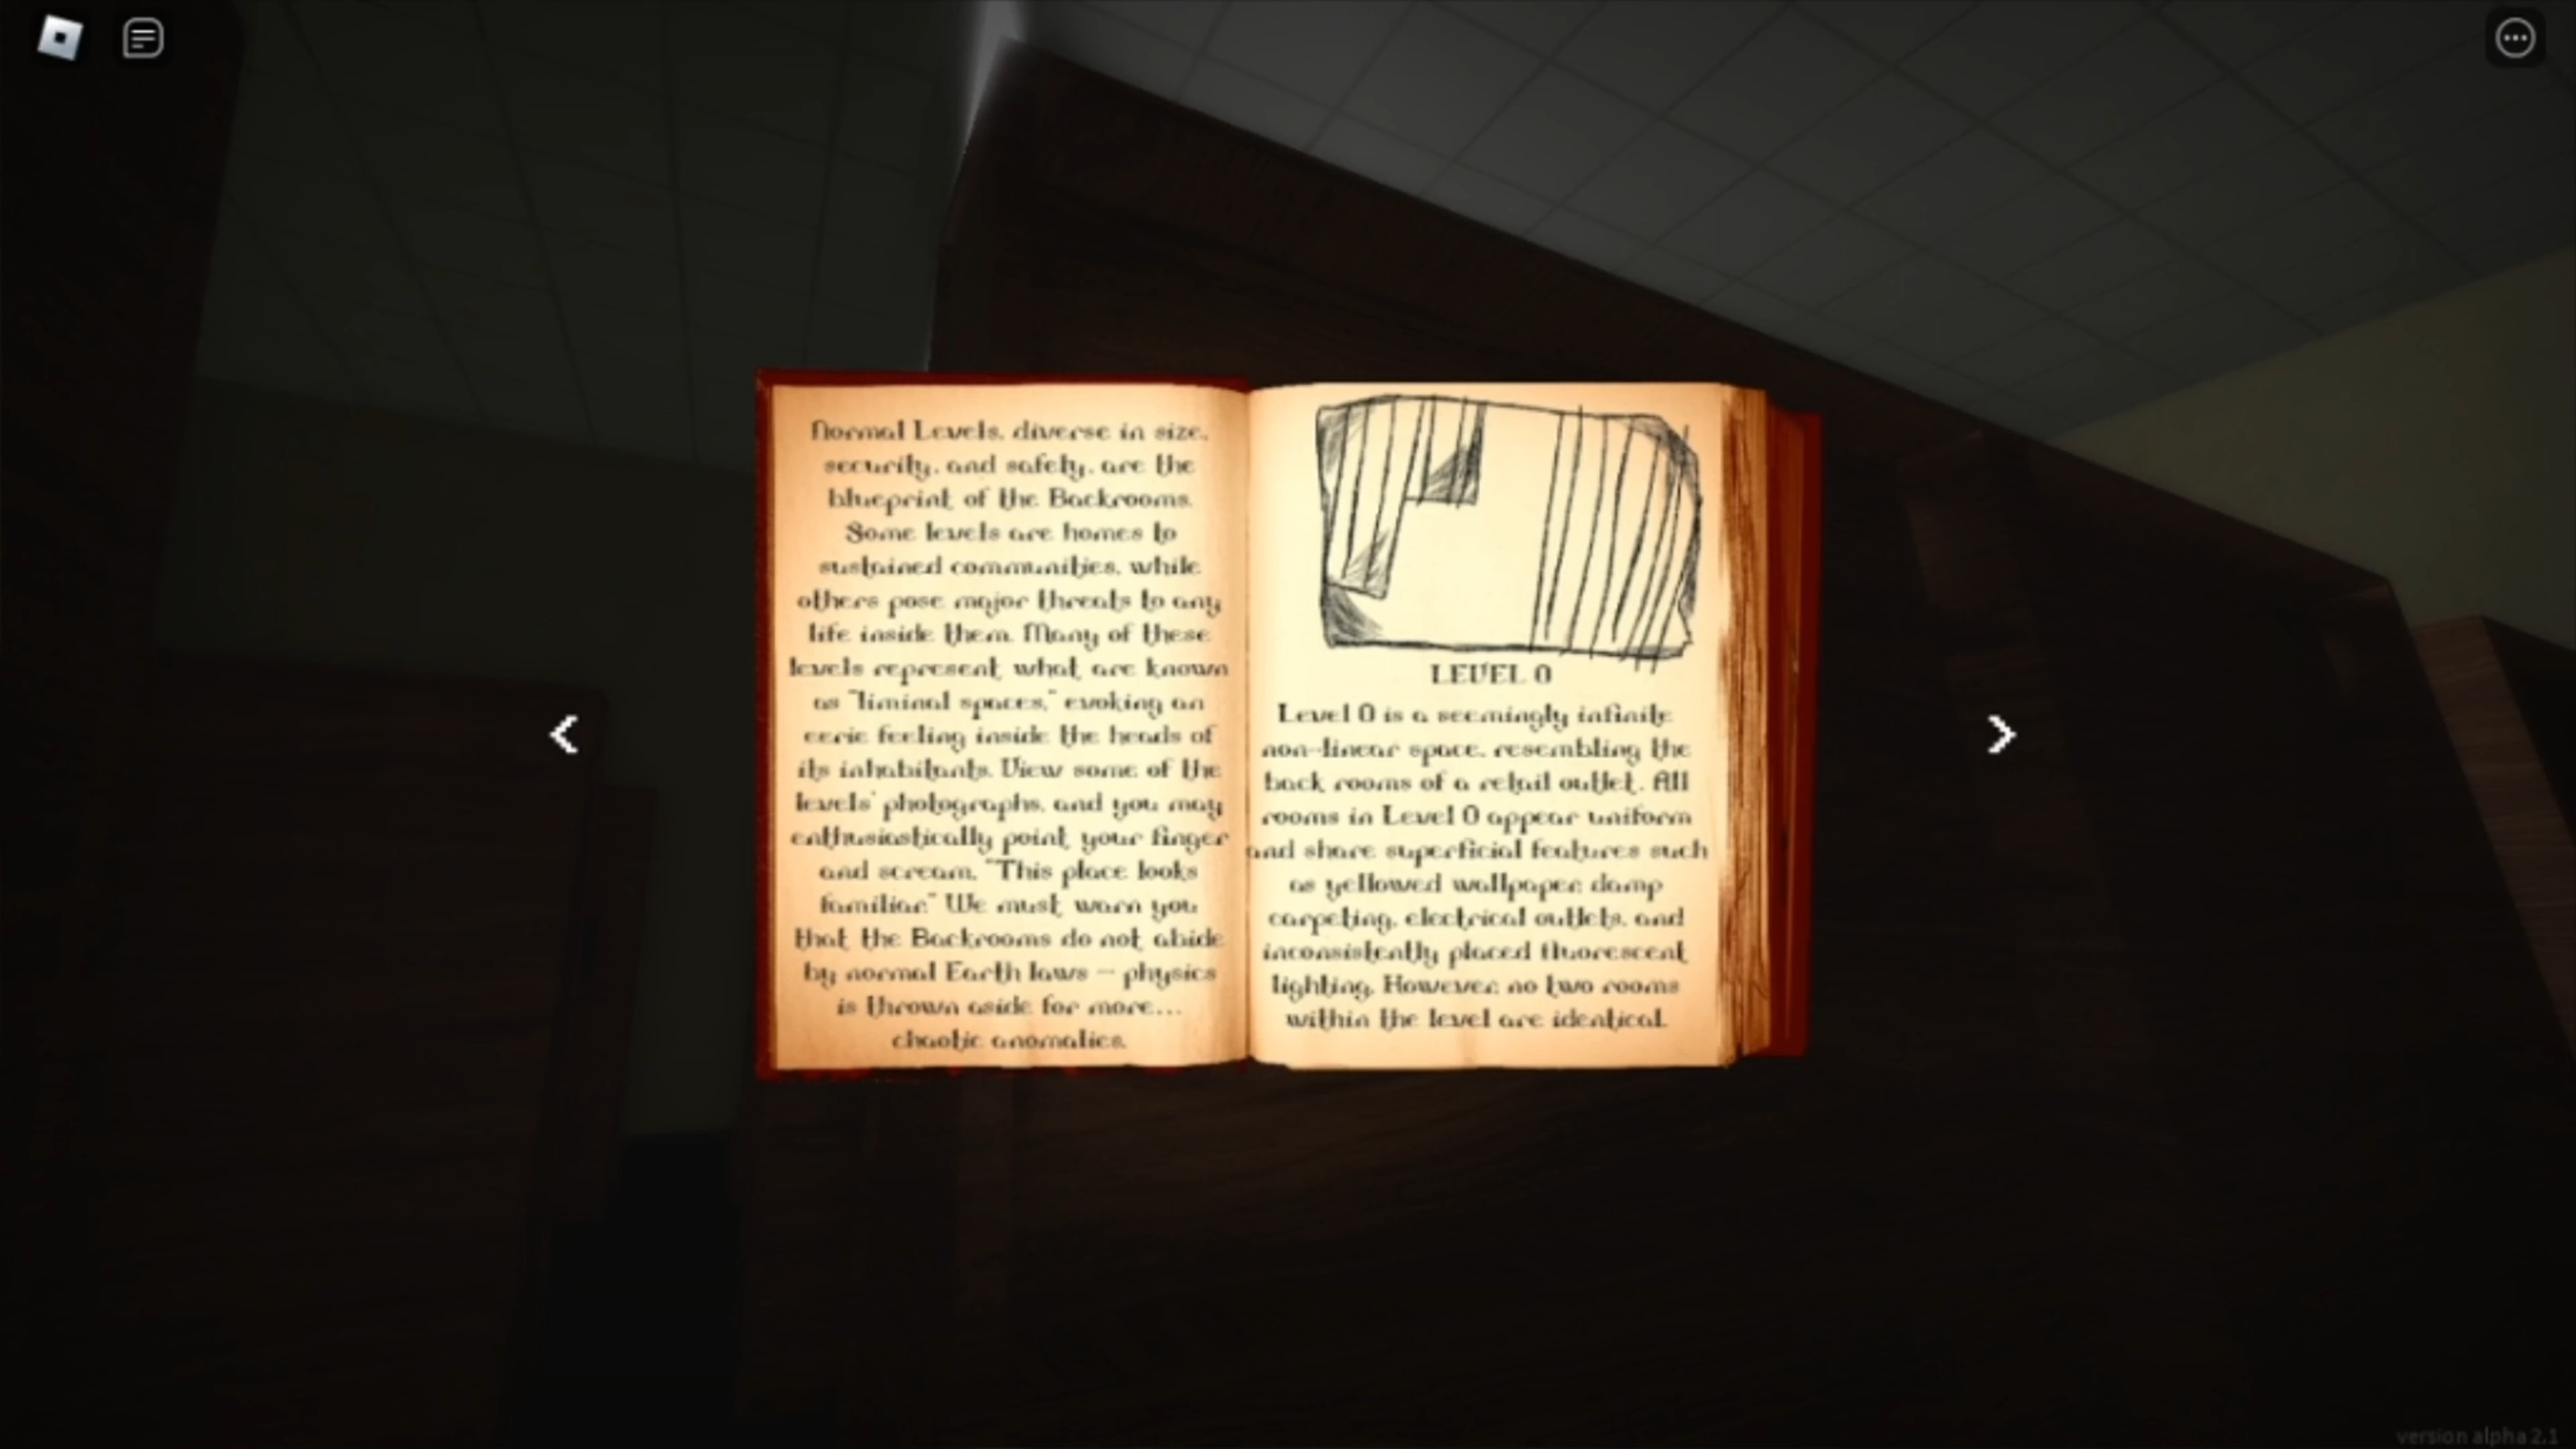 Normal Levels, diverse in size,
security, and safety, are the
blueprint of the Backrooms.
Some levels are homes to
sustained communities, while
others pose major threats to any
life inside them. Many of these
levels represent what are known
as "liminal spaces," evoking an
eerie feeling inside the heads of
its inhabitants. View some of the
levels' photographs, and you may
enthusiastically point your finger
and scream, "This place looks
familiar." We must warn you
that the Backrooms do not abide
by normal Earth laws – physics
is thrown aside for more...
chaotic anomalies.
LEVEL 0
Level 0 is a seemingly infinite
non-linear space, resembling the
back rooms of a retail outlet. All
rooms in Level 0 appear uniform
and share superficial features such
as yellowed wallpaper, damp
carpeting, electrical outlets, and
inconsistently placed fluorescent
lighting. However, no two rooms
within the level are identical.
version alpha 2.1